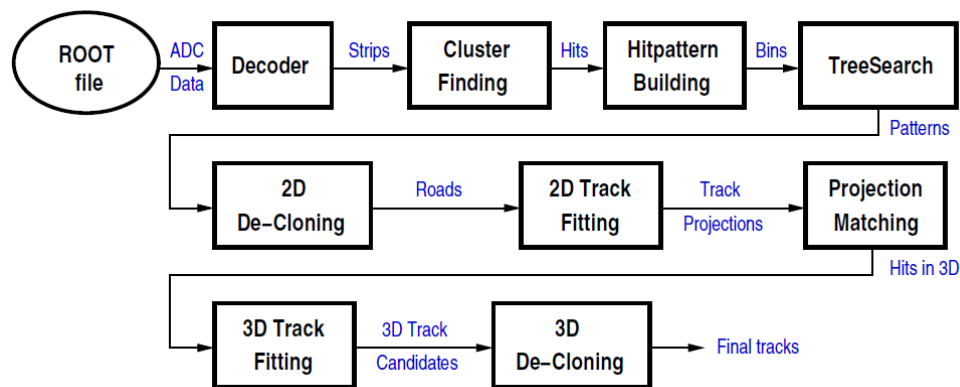 ROOT
file
ADC
Data
Decoder
Strips
Cluster
Finding
Hits
Hitpattern
Building
Bins
TreeSearch
Patterns
2D
De-Cloning
Roads
2D Track
Fitting
Track
Projections
Projection
Matching
Hits in 3D
3D Track
Fitting
3D Track
Candidates
3D
De-Cloning
Final tracks